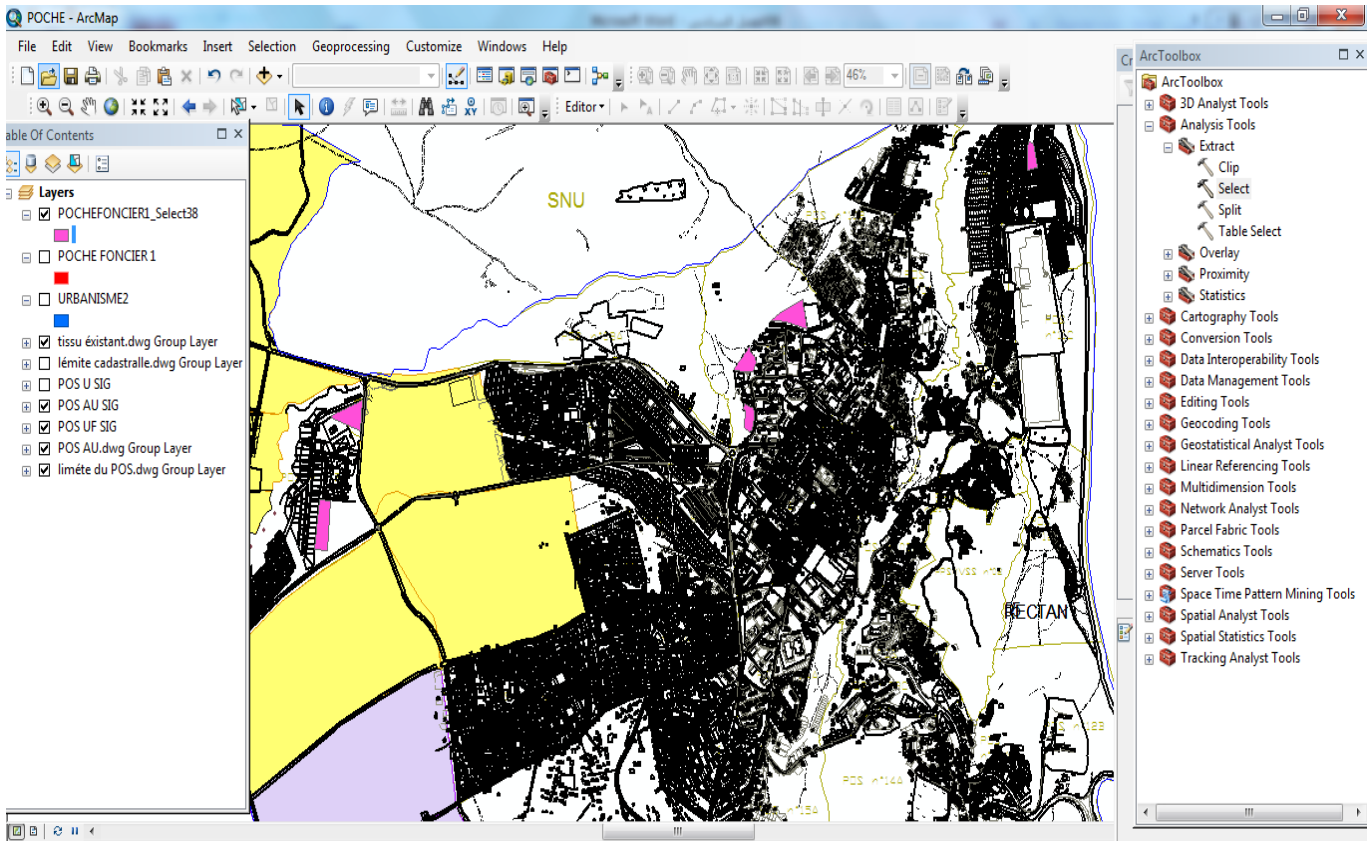 POCHE - ArcMap
File Edit View Bookmarks Insert Selection Geoprocessing Customize Windows Help
46%
Editor
able Of Contents
Layers
POCHEFONCIER1_Select38
POCHE FONCIER 1
URBANISME2
tissu éxistant.dwg Group Layer
lémite cadastralle.dwg Group Layer
POS U SIG
POS AU SIG
POS UF SIG
POS AU.dwg Group Layer
liméte du POS.dwg Group Layer
SNU
RECTAN
POS n°14A
Cr
ArcToolbox
ArcToolbox
3D Analyst Tools
Analysis Tools
Extract
Clip
Select
Split
Table Select
Overlay
Proximity
Statistics
Cartography Tools
Conversion Tools
Data Interoperability Tools
Data Management Tools
Editing Tools
Geocoding Tools
Geostatistical Analyst Tools
Linear Referencing Tools
Multidimension Tools
Network Analyst Tools
Parcel Fabric Tools
Schematics Tools
Server Tools
Space Time Pattern Mining Tools
Spatial Analyst Tools
Spatial Statistics Tools
Tracking Analyst Tools